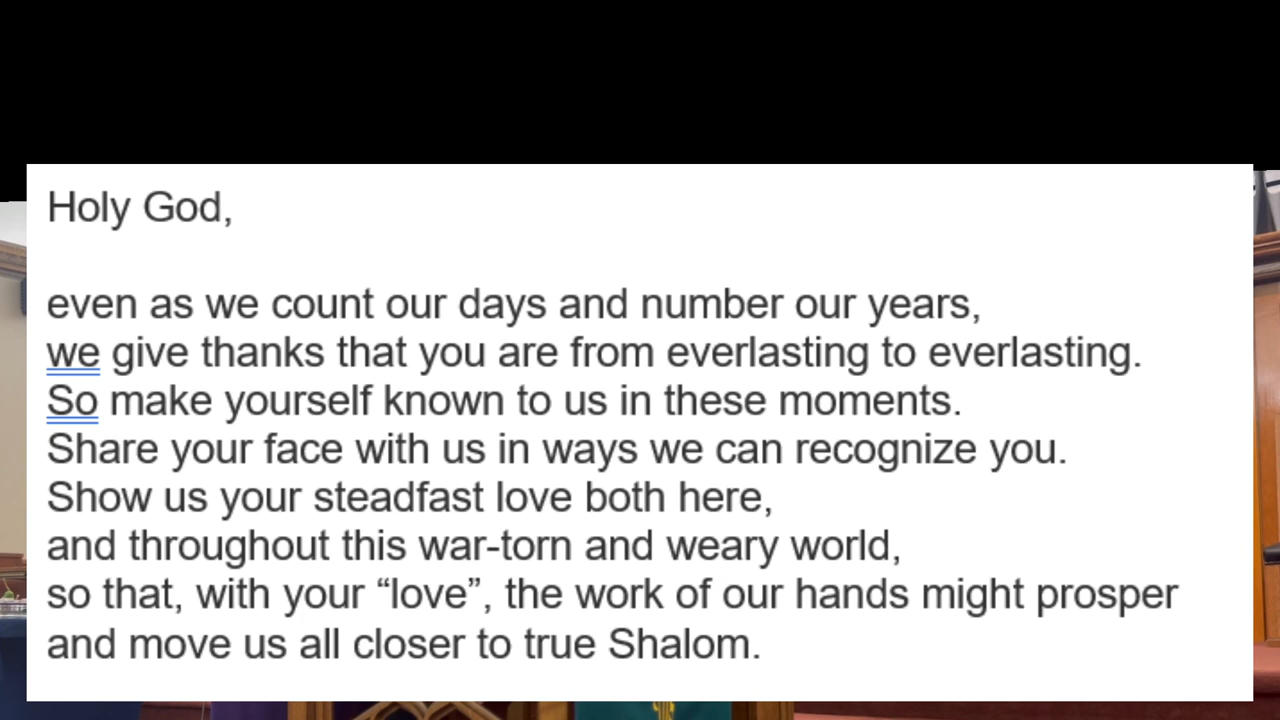 Holy God,
even as we count our days and number our years,
we give thanks that you are from everlasting to everlasting.
So make yourself known to us in these moments.
Share your face with us in ways we can recognize you.
Show us your steadfast love both here,
and throughout this war-torn and weary world,
so that, with your “love”, the work of our hands might prosper
and move us all closer to true Shalom.